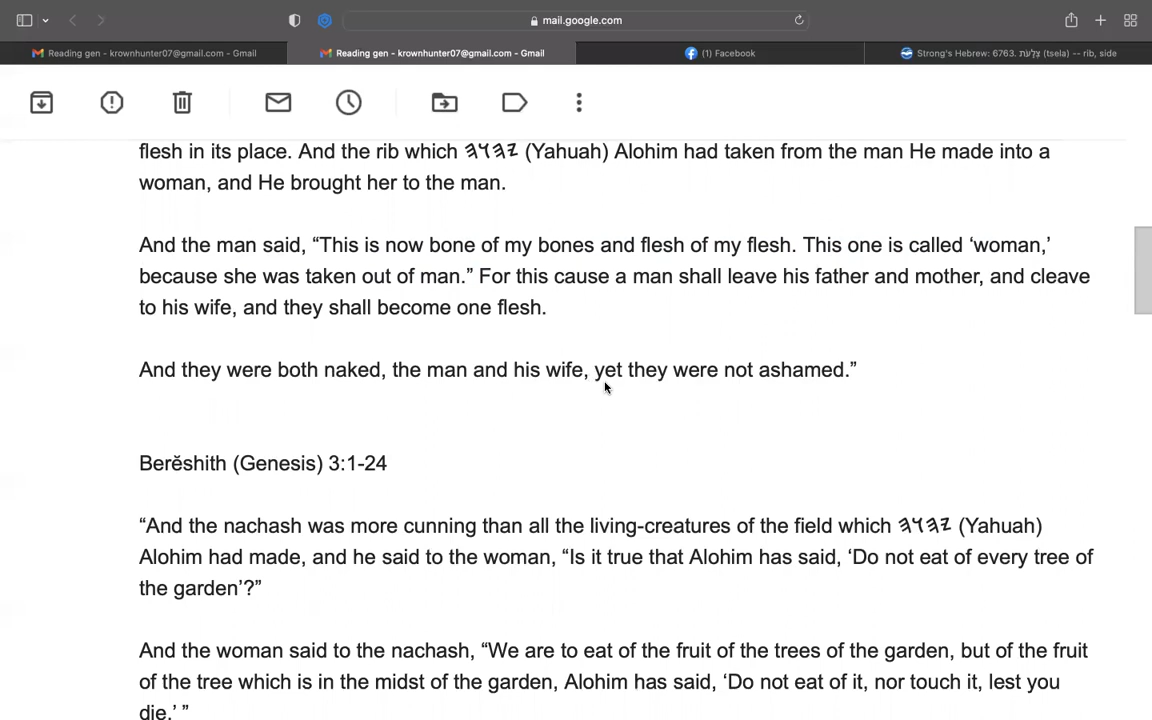 mail.google.com
Reading gen - krownhunter07@gmail.com - Gmail
Reading gen - krownhunter07@gmail.com - Gmail
(1) Facebook
Strong's Hebrew: 6763. צַלְעֹת (tsela) -- rib, side
flesh in its place. And the rib which 𐤉𐤄𐤅𐤄 (Yahuah) Alohim had taken from the man He made into a
woman, and He brought her to the man.
And the man said, “This is now bone of my bones and flesh of my flesh. This one is called ‘woman,’
because she was taken out of man.” For this cause a man shall leave his father and mother, and cleave
to his wife, and they shall become one flesh.
And they were both naked, the man and his wife, yet they were not ashamed.”
Berĕshith (Genesis) 3:1-24
“And the nachash was more cunning than all the living-creatures of the field which 𐤉𐤄𐤅𐤄 (Yahuah)
Alohim had made, and he said to the woman, “Is it true that Alohim has said, ‘Do not eat of every tree of
the garden’?”
And the woman said to the nachash, “We are to eat of the fruit of the trees of the garden, but of the fruit
of the tree which is in the midst of the garden, Alohim has said, ‘Do not eat of it, nor touch it, lest you
die.’ ”